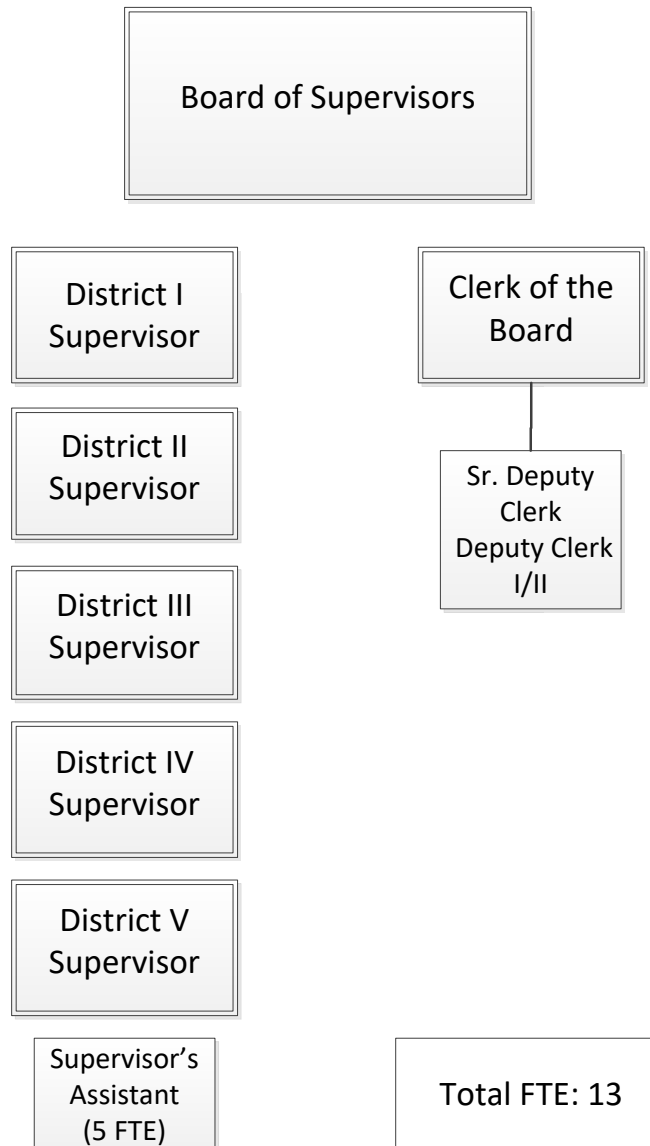 Board of Supervisors
District I
Supervisor
Clerk of the
Board
District II
Supervisor
Sr. Deputy
Clerk
Deputy Clerk
I/II
District III
Supervisor
District IV
Supervisor
District V
Supervisor
Supervisor’s
Assistant
(5 FTE)
Total FTE: 13